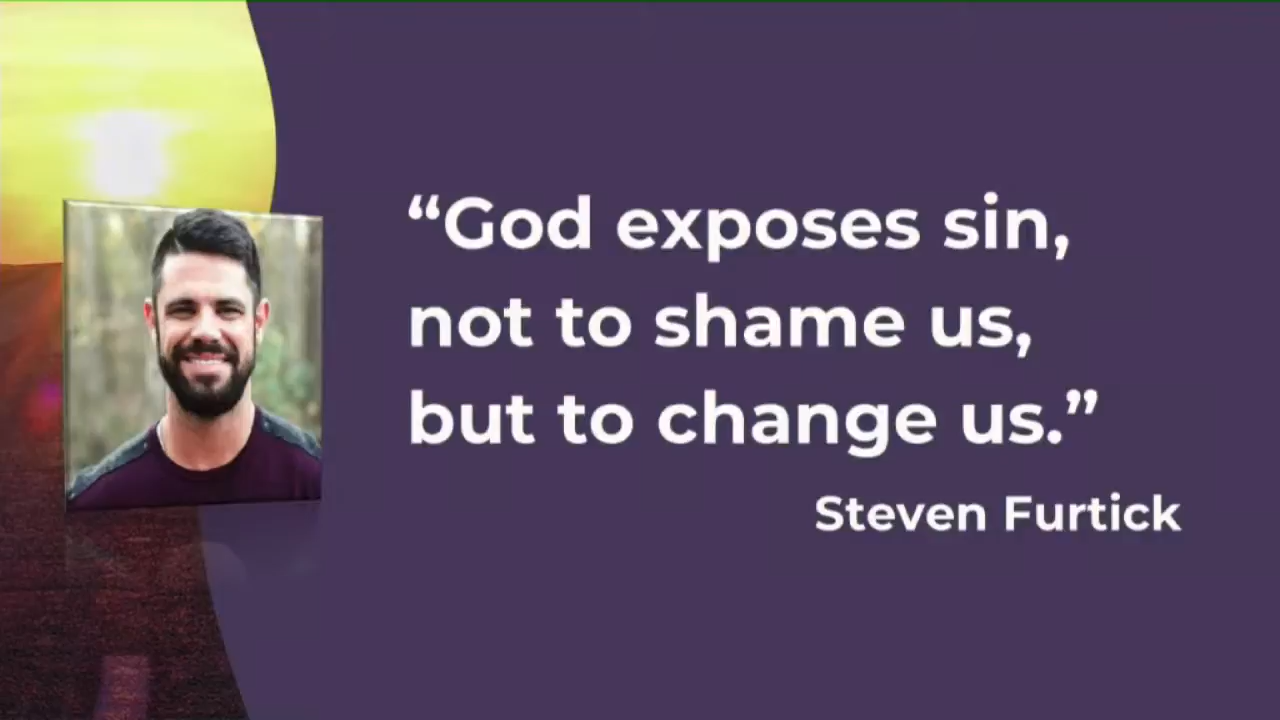 “God exposes sin,
not to shame us,
but to change us.”
Steven Furtick